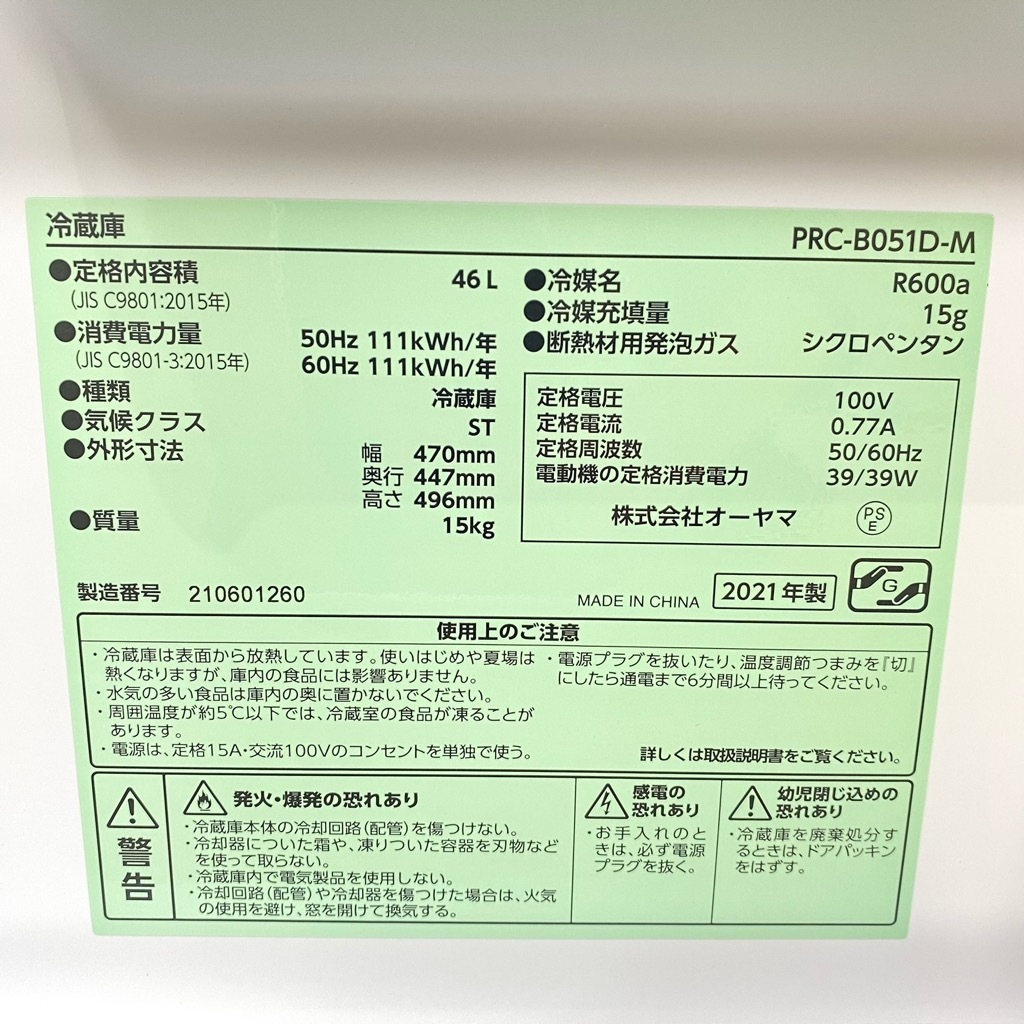 冷蔵庫
PRC-B051D-M
●定格内容積 46 L
(JIS C9801:2015年)
●消費電力量 50Hz 111kWh/年
(JIS C9801-3:2015年) 60Hz 111kWh/年
●種類 冷蔵庫
●気候クラス ST
●外形寸法 幅 470mm
奥行 447mm
高さ 496mm
●質量 15kg
●冷媒名 R600a
●冷媒充填量 15g
●断熱材用発泡ガス シクロペンタン
定格電圧 100V
定格電流 0.77A
定格周波数 50/60Hz
電動機の定格消費電力 39/39W
株式会社オーヤマ PS E
製造番号 210601260
MADE IN CHINA 2021年製 G
使用上のご注意
・冷蔵庫は表面から放熱しています。使いはじめや夏場は
熱くなりますが、庫内の食品には影響ありません。
・水気の多い食品は庫内の奥に置かないでください。
・周囲温度が約5℃以下では、冷蔵室の食品が凍ることが
あります。
・電源は、定格15A・交流100Vのコンセントを単独で使う。
・電源プラグを抜いたり、温度調節つまみを『切』
にしたら通電まで6分間以上待ってください。
詳しくは取扱説明書をご覧ください。
警告
発火・爆発の恐れあり
・冷蔵庫本体の冷却回路(配管)を傷つけない。
・冷却器についた霜や、凍りついた容器を刃物など
を使って取らない。
・冷蔵庫内で電気製品を使用しない。
・冷却回路(配管)や冷却器を傷つけた場合は、火気
の使用を避け、窓を開けて換気する。
感電の
恐れあり
・お手入れのと
きは、必ず電源
プラグを抜く。
幼児閉じ込めの
恐れあり
・冷蔵庫を廃棄処分す
るときは、ドアパッキン
をはずす。